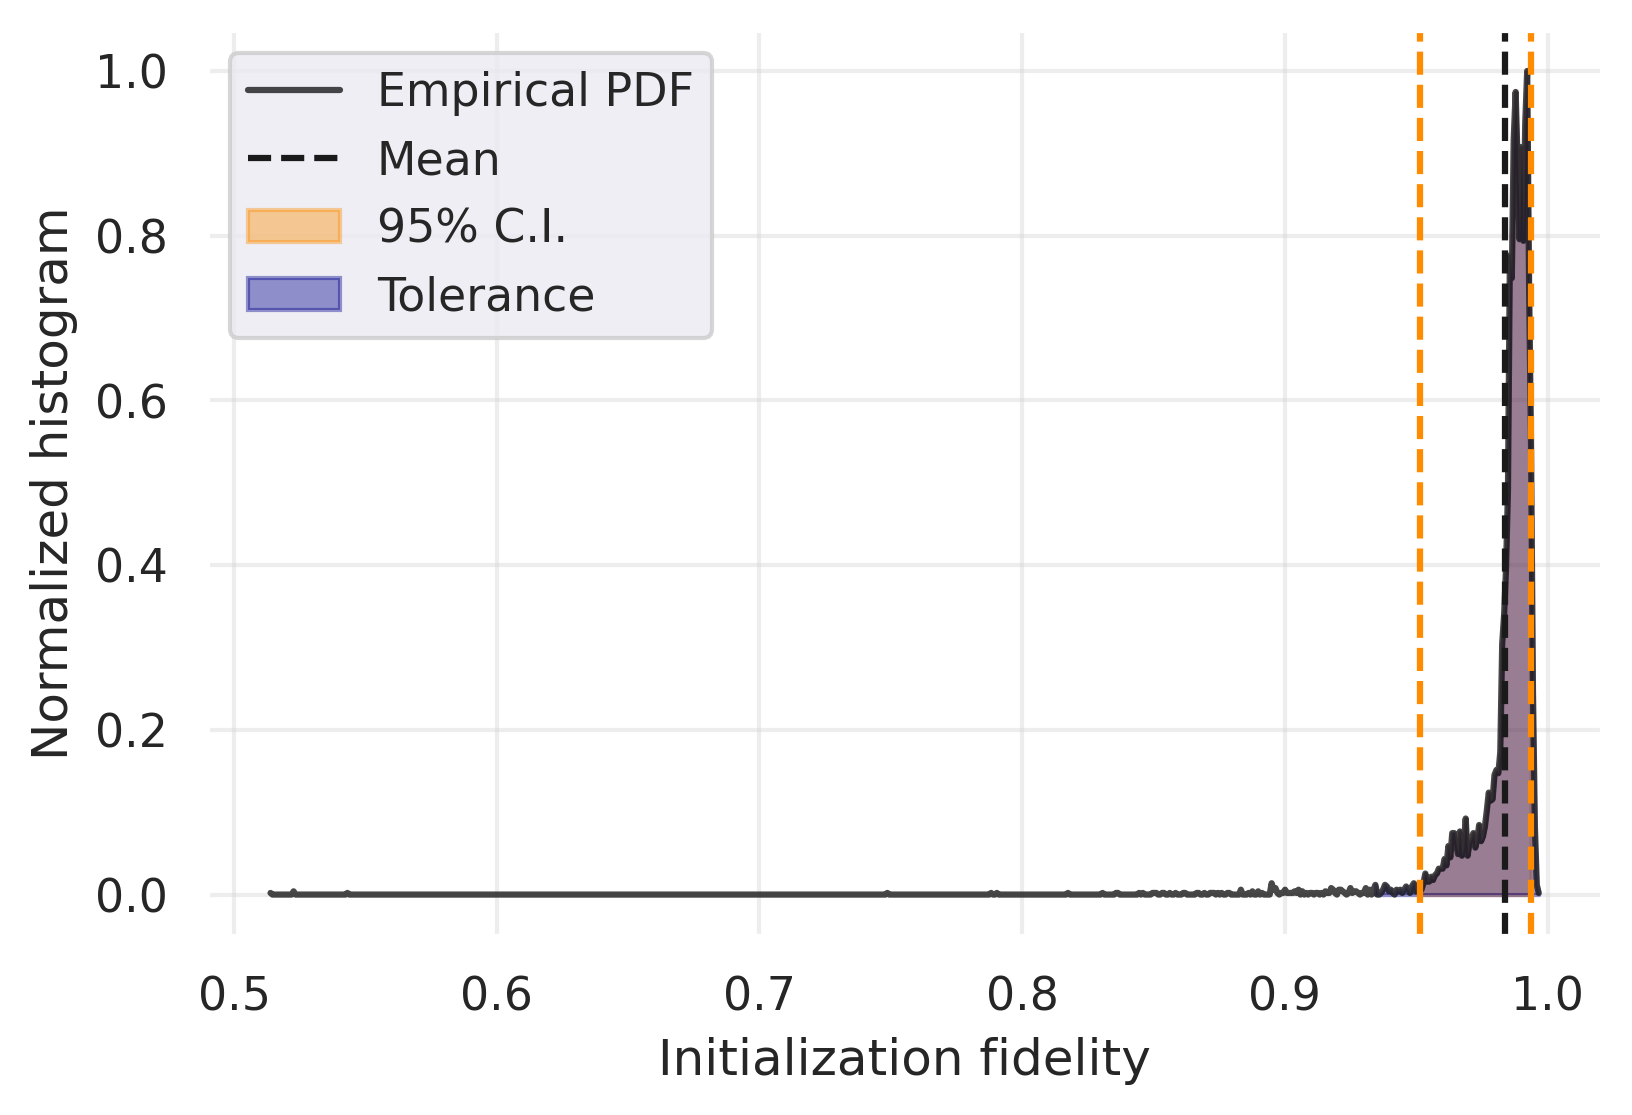 1.0
0.8
0.6
0.4
0.2
0.0
Normalized histogram
Empirical PDF
Mean
95% C.I.
Tolerance
0.5 0.6 0.7 0.8 0.9 1.0
Initialization fidelity